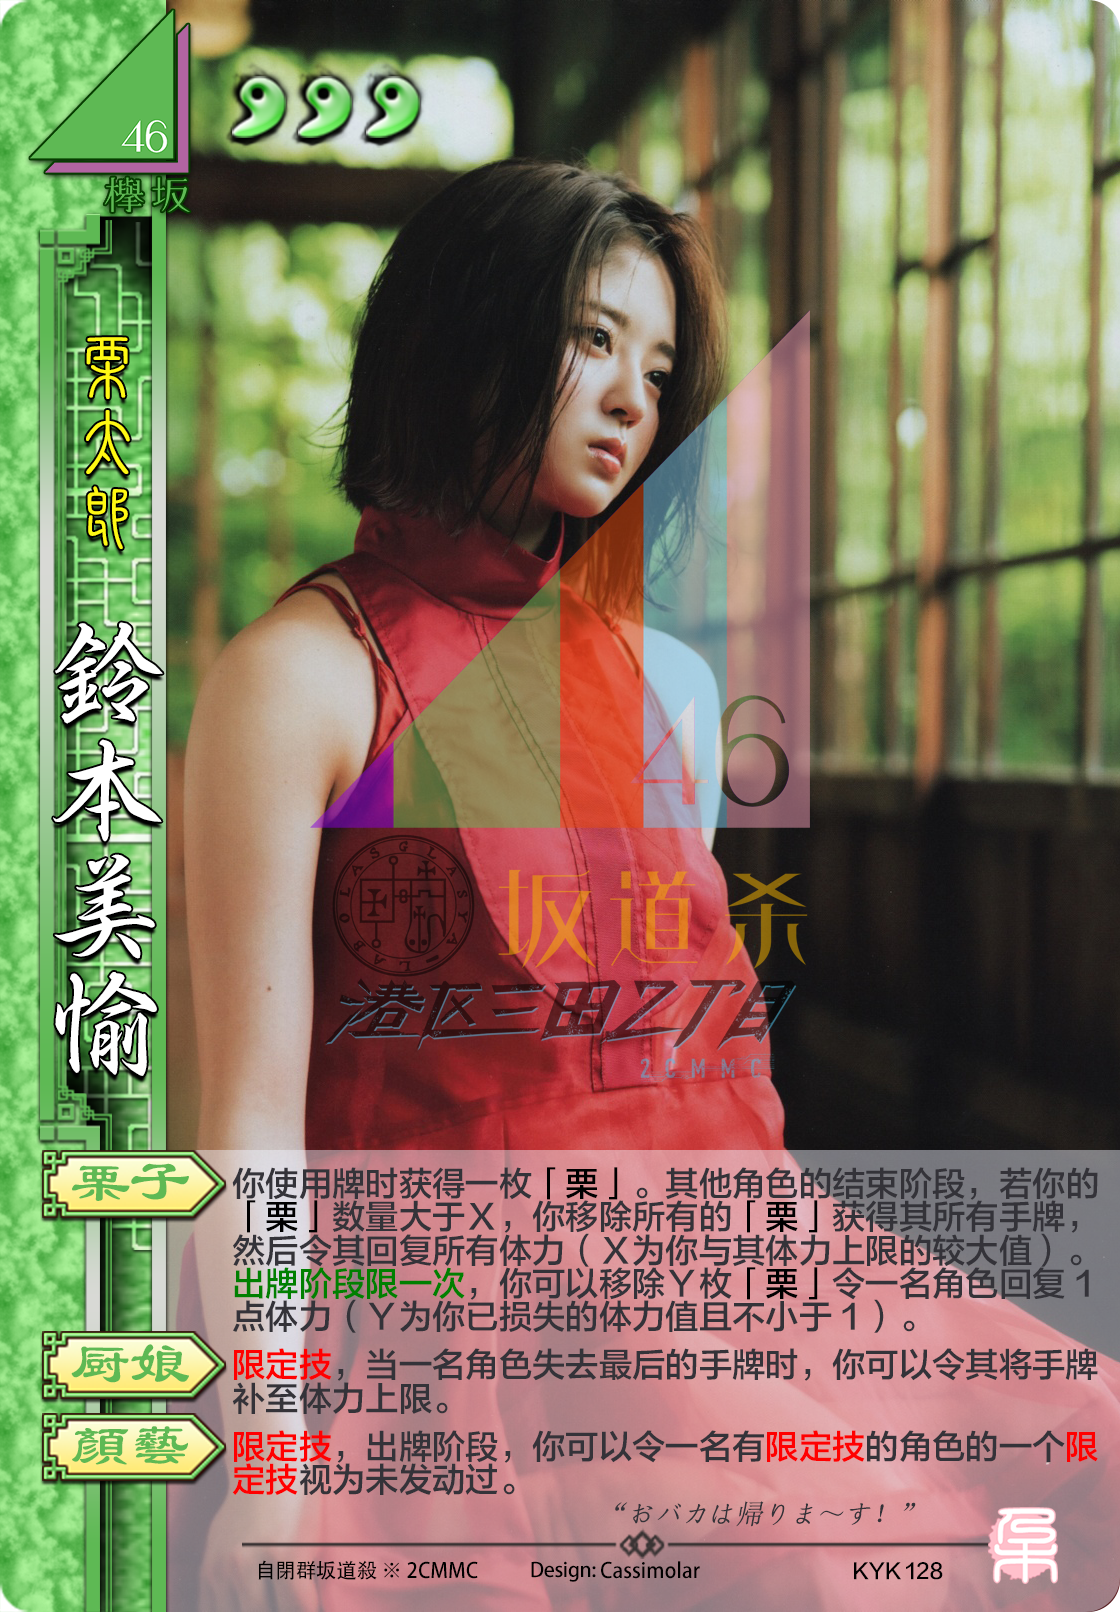 46
欅坂
栗太郎
鈴本美愉
46
坂道杀
GLASYALABOLAS
港区三田2丁目
2CMMC
栗子
你使用牌时获得一枚「栗」。其他角色的结束阶段，若你的
「栗」数量大于X，你移除所有的「栗」获得其所有手牌，
然后令其回复所有体力（X为你与其体力上限的较大值）。
出牌阶段限一次，你可以移除Y枚「栗」令一名角色回复1
点体力（Y为你已损失的体力值且不小于1）。
厨娘
限定技，当一名角色失去最后的手牌时，你可以令其将手牌
补至体力上限。
顔藝
限定技，出牌阶段，你可以令一名有限定技的角色的一个限
定技视为未发动过。
“おバカは帰りま〜す！”
自閉群坂道殺 ※ 2CMMC
Design: Cassimolar
KYK 128